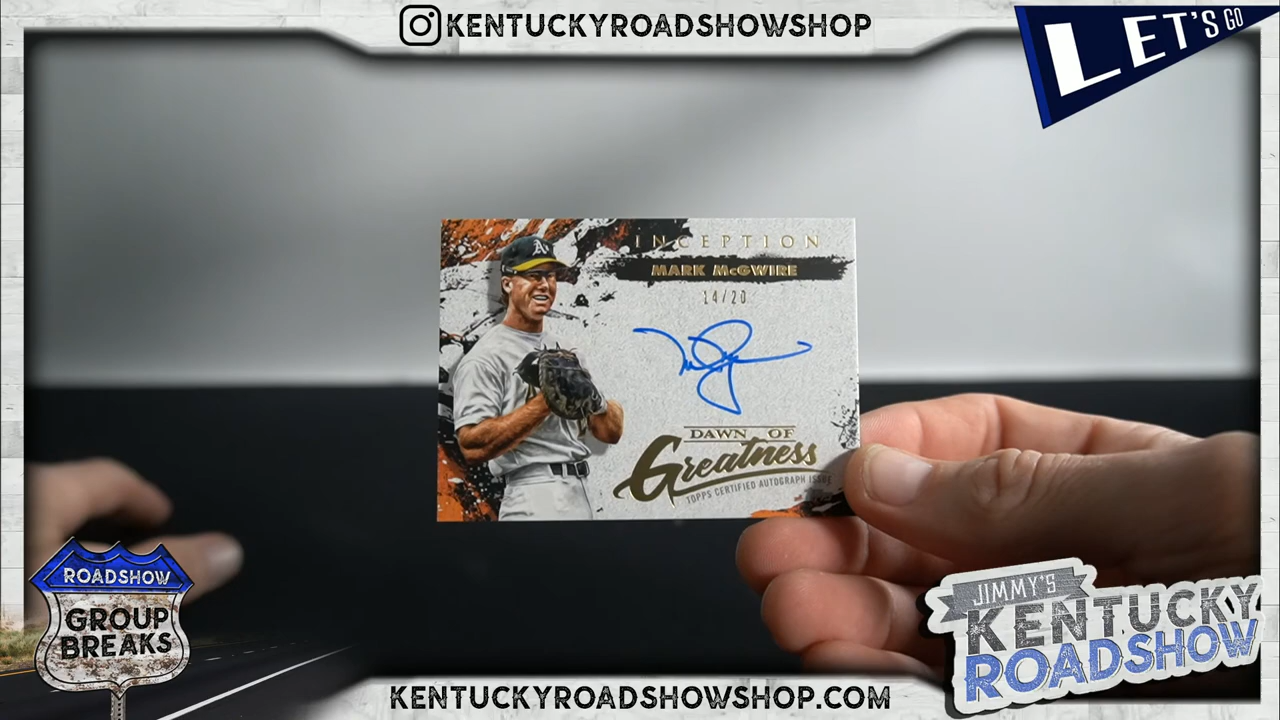 KENTUCKYROADSHOWSHOP
LET'S GO
INCEPTION
MARK McGWIRE
14/20
A's
DAWN OF
Greatness
TOPPS CERTIFIED AUTOGRAPH ISSUE
ROADSHOW
GROUP
BREAKS
JIMMY'S
KENTUCKY
ROADSHOW
KENTUCKYROADSHOWSHOP.COM